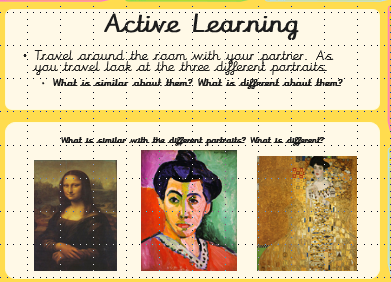 Active Learning
• Travel around the room with your partner. As
you travel look at the three different portraits.
• What is similar about them? What is different about them?
What is similar with the different portraits? What is different?